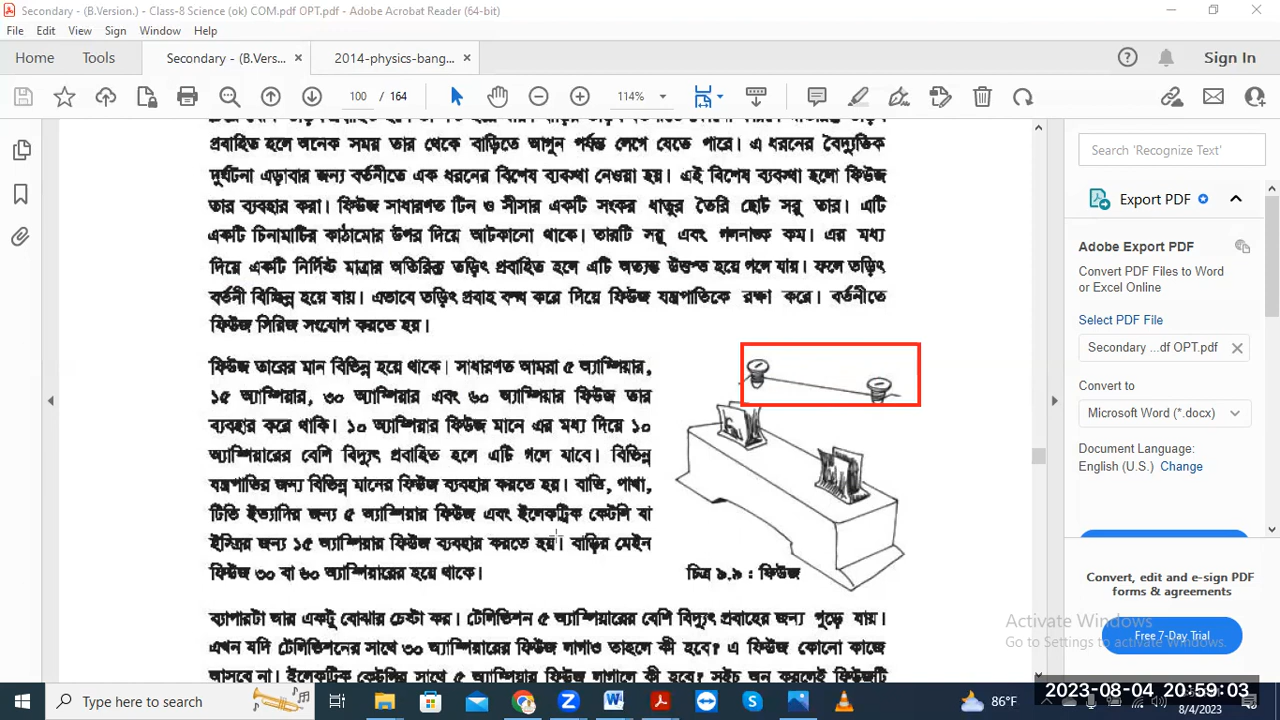 Secondary - (B.Version.) - Class-8 Science (ok) COM.pdf OPT.pdf - Adobe Acrobat Reader (64-bit)
File Edit View Sign Window Help
Home Tools Secondary - (B.Vers... × 2014-physics-bang... × Sign In
100 / 164 114%
প্রবাহিত হলে অনেক সময় তার থেকে বাড়িতে আগুন পর্যন্ত লেগে যেতে পারে। এ ধরনের বৈদ্যুতিক
দুর্ঘটনা এড়াবার জন্য বর্তনীতে এক ধরনের বিশেষ ব্যবস্থা নেওয়া হয়। এই বিশেষ ব্যবস্থা হলো ফিউজ
তার ব্যবহার করা। ফিউজ সাধারণত টিন ও সীসার একটি সংকর ধাতুর তৈরি ছোট সরু তার। এটি
একটি চিনামাটির কাঠামোর উপর দিয়ে আটকানো থাকে। তারটি সরু এবং গলনাঙ্ক কম। এর মধ্য
দিয়ে একটি নির্দিষ্ট মাত্রার অতিরিক্ত তড়িৎ প্রবাহিত হলে এটি অত্যন্ত উত্তপ্ত হয়ে গলে যায়। ফলে তড়িৎ
বর্তনী বিচ্ছিন্ন হয়ে যায়। এভাবে তড়িৎ প্রবাহ বন্ধ করে দিয়ে ফিউজ যন্ত্রপাতিকে রক্ষা করে। বর্তনীতে
ফিউজ সিরিজ সংযোগ করতে হয়।
ফিউজ তারের মান বিভিন্ন হয়ে থাকে। সাধারণত আমরা ৫ অ্যাম্পিয়ার,
১৫ অ্যাম্পিয়ার, ৩০ অ্যাম্পিয়ার এবং ৬০ অ্যাম্পিয়ার ফিউজ তার
ব্যবহার করে থাকি। ১০ অ্যাম্পিয়ার ফিউজ মানে এর মধ্য দিয়ে ১০
অ্যাম্পিয়ারের বেশি বিদ্যুৎ প্রবাহিত হলে এটি গলে যাবে। বিভিন্ন
যন্ত্রপাতির জন্য বিভিন্ন মানের ফিউজ ব্যবহার করতে হয়। বাতি, পাখা,
টিভি ইত্যাদির জন্য ৫ অ্যাম্পিয়ার ফিউজ এবং ইলেকট্রিক কেটলি বা
ইস্ত্রির জন্য ১৫ অ্যাম্পিয়ার ফিউজ ব্যবহার করতে হয়। বাড়ির মেইন
ফিউজ ৩০ বা ৬০ অ্যাম্পিয়ারের হয়ে থাকে।
চিত্র ৯.৯ : ফিউজ
ব্যাপারটা আর একটু বোঝার চেষ্টা কর। টেলিভিশন ৫ অ্যাম্পিয়ারের বেশি বিদ্যুৎ প্রবাহের জন্য পুড়ে যায়।
এখন যদি টেলিভিশনের সাথে ৩০ অ্যাম্পিয়ারের ফিউজ লাগাও তাহলে কী হবে? এ ফিউজ কোনো কাজে
আসবে না। ইলেকট্রিক কেটলির সাথে ৫ অ্যাম্পিয়ার ফিউজ লাগালে কী হবে? সুইচ অন করলেই ফিউজটি
Search 'Recognize Text'
Export PDF
Adobe Export PDF
Convert PDF Files to Word
or Excel Online
Select PDF File
Secondary ...df OPT.pdf ×
Convert to
Microsoft Word (*.docx)
Document Language:
English (U.S.) Change
Convert, edit and e-sign PDF
forms & agreements
Free 7-Day Trial
Activate Windows
Go to Settings to activate Windows.
Type here to search
86°F
2023-08-04 20:59:03
8/4/2023